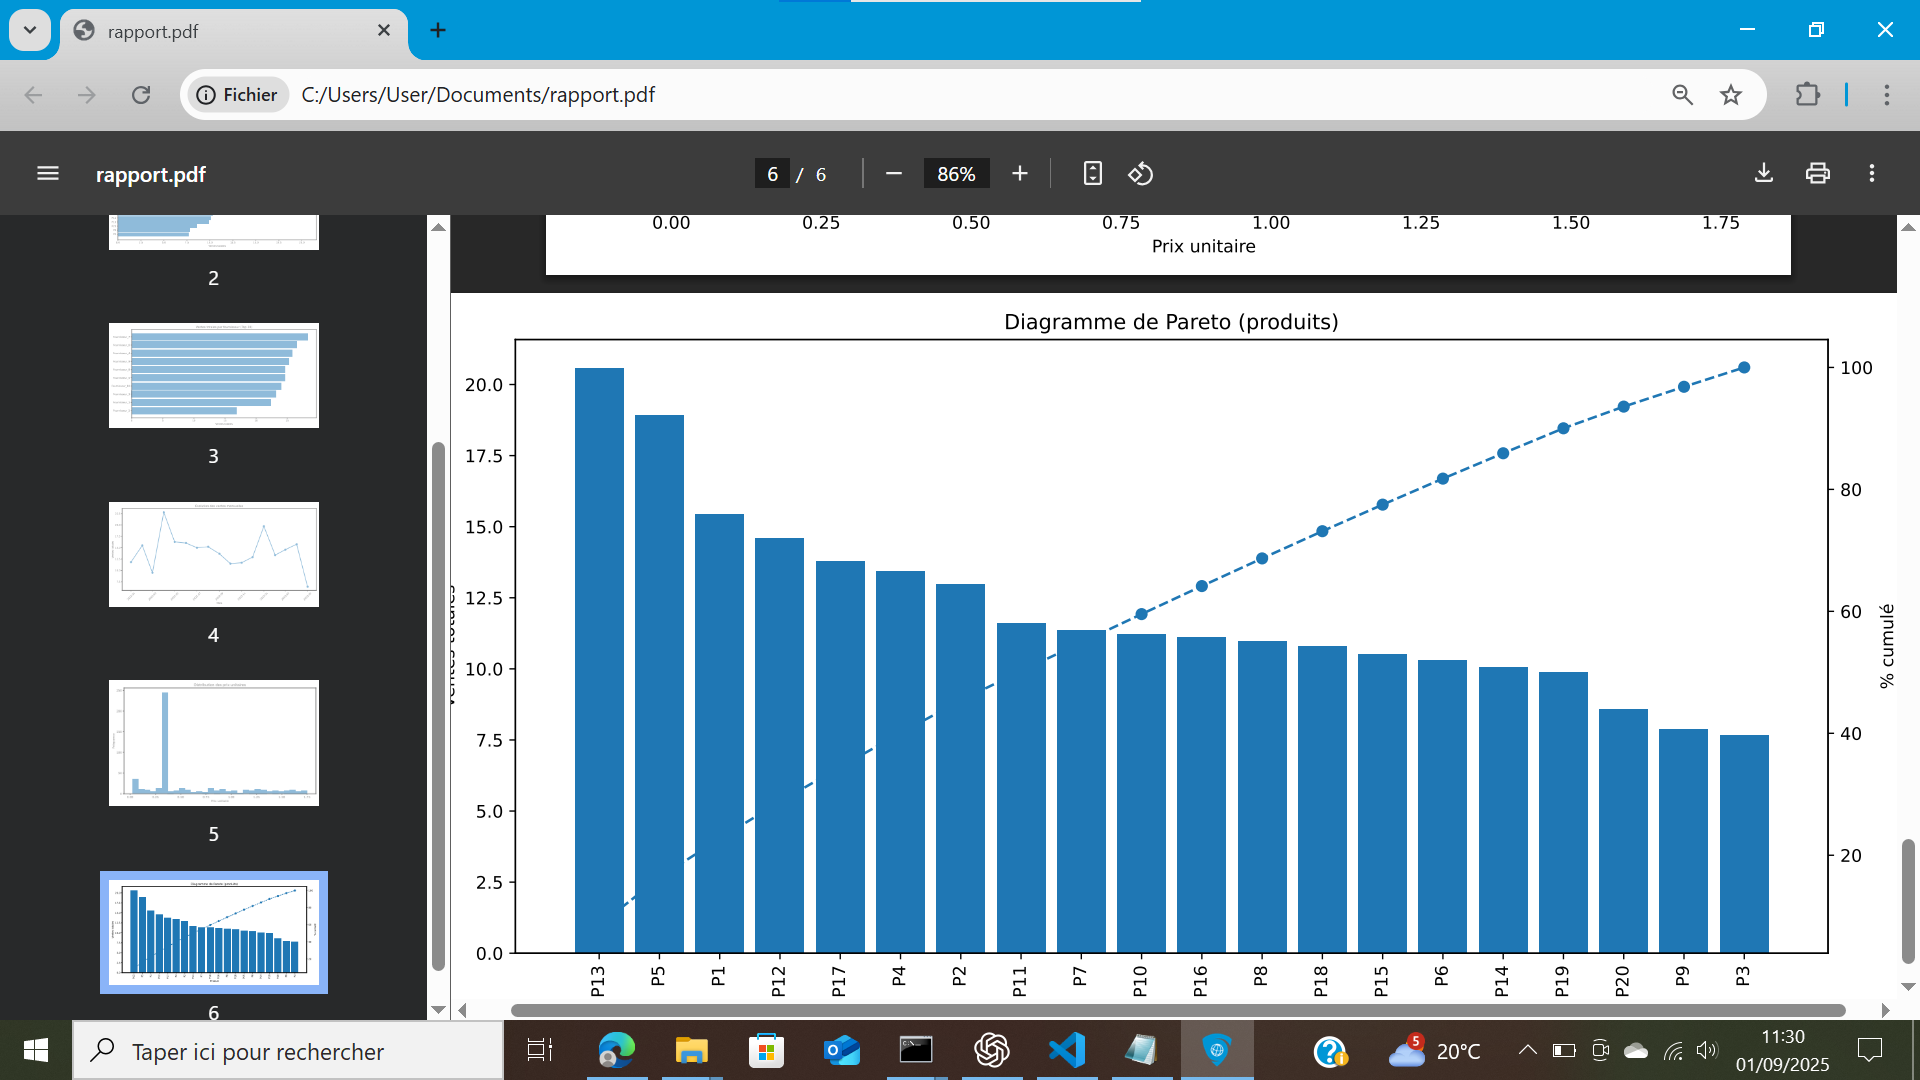 rapport.pdf
Fichier
C:/Users/User/Documents/rapport.pdf
rapport.pdf
6 / 6
86%
2
3
4
5
6
0.00 0.25 0.50 0.75 1.00 1.25 1.50 1.75
Prix unitaire
Diagramme de Pareto (produits)
20.0
17.5
15.0
12.5
10.0
7.5
5.0
2.5
0.0
100
80
60
40
20
% cumulé
P13 P5 P1 P12 P17 P4 P2 P11 P7 P10 P16 P8 P18 P15 P6 P14 P19 P20 P9 P3
Taper ici pour rechercher
5
20°C
11:30
01/09/2025